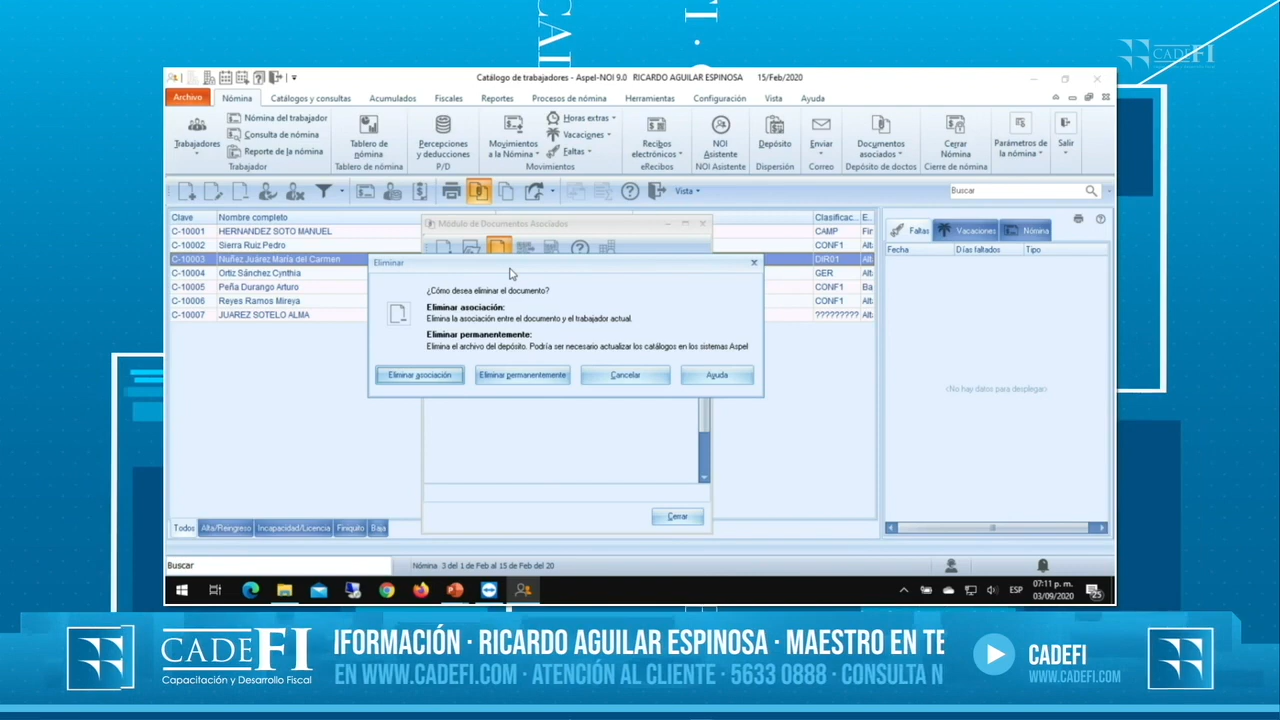 CADEFI
Catálogo de trabajadores - Aspel-NOI 9.0 RICARDO AGUILAR ESPINOSA 15/Feb/2020
Archivo Nómina Catálogos y consultas Acumulados Fiscales Reportes Procesos de nómina Herramientas Configuración Vista Ayuda
Trabajadores
Nómina del trabajador
Consulta de nómina
Reporte de la nómina
Trabajador
Tablero de nómina
Tablero de nómina
Percepciones y deducciones
P/D
Movimientos a la Nómina
Horas extras
Vacaciones
Faltas
Movimientos
Recibos electrónicos
eRecibos
NOI Asistente
NOI Asistente
Depósito
Dispersión
Enviar
Correo
Documentos asociados
Depósito de doctos
Cerrar Nómina
Cierre de nómina
Parámetros de la nómina
Salir
Vista
Buscar
Clave Nombre completo Clasificac... E...
C-10001 HERNANDEZ SOTO MANUEL CAMP Fir
C-10002 Sierra Ruiz Pedro CONF1 Alt
C-10003 Nuñez Juárez María del Carmen DIR01 Alt
C-10004 Ortiz Sánchez Cynthia GER Alt
C-10005 Peña Durango Arturo CONF1 Ba
C-10006 Reyes Ramos Mireya CONF1 Alt
C-10007 JUAREZ SOTELO ALMA ????????? Alt
Módulo de Documentos Asociados
Eliminar
¿Cómo desea eliminar el documento?
Eliminar asociación:
Elimina la asociación entre el documento y el trabajador actual.
Eliminar permanentemente:
Elimina el archivo del depósito. Podría ser necesario actualizar los catálogos en los sistemas Aspel
Eliminar asociación Eliminar permanentemente Cancelar Ayuda
Cerrar
Faltas Vacaciones Nómina
Fecha Días faltados Tipo
<No hay datos para desplegar>
Todos Alta/Reingreso Incapacidad/Licencia Finiquito Baja
Buscar
Nómina 3 del 1 de Feb al 15 de Feb del 20
ESP
07:11 p. m.
03/09/2020
25
CADEFI
Capacitación y Desarrollo Fiscal
IFORMACIÓN · RICARDO AGUILAR ESPINOSA · MAESTRO EN TE
EN WWW.CADEFI.COM · ATENCIÓN AL CLIENTE · 5633 0888 · CONSULTA N
CADEFI
WWW.CADEFI.COM